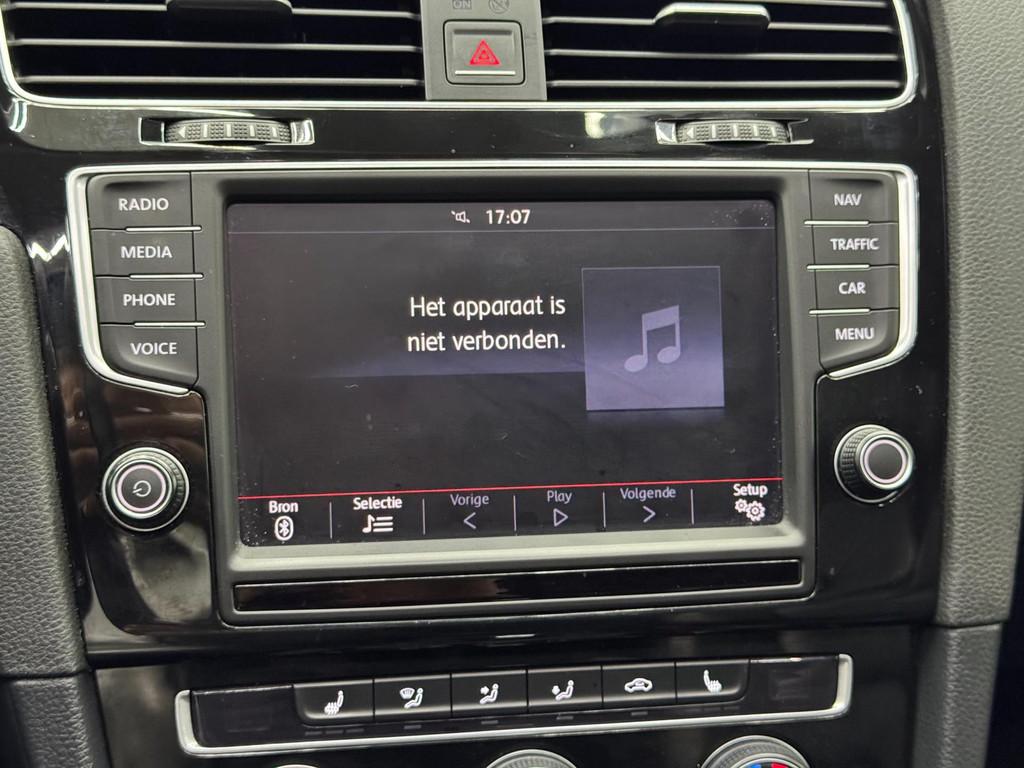 ON
RADIO
MEDIA
PHONE
VOICE
17:07
Het apparaat is
niet verbonden.
Bron
Selectie
Vorige
Play
Volgende
Setup
NAV
TRAFFIC
CAR
MENU